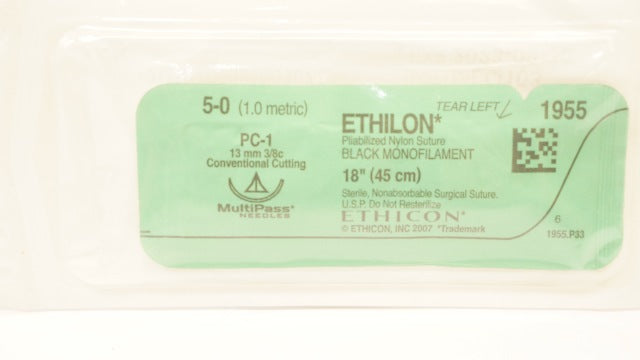 5-0 (1.0 metric)
PC-1
13 mm 3/8c
Conventional Cutting
MultiPass*
NEEDLES
TEAR LEFT
1955
ETHILON*
Pliabilized Nylon Suture
BLACK MONOFILAMENT
18" (45 cm)
Sterile, Nonabsorbable Surgical Suture.
U.S.P. Do Not Resterilize
ETHICON*
© ETHICON, INC 2007 *Trademark
6
1955.P33